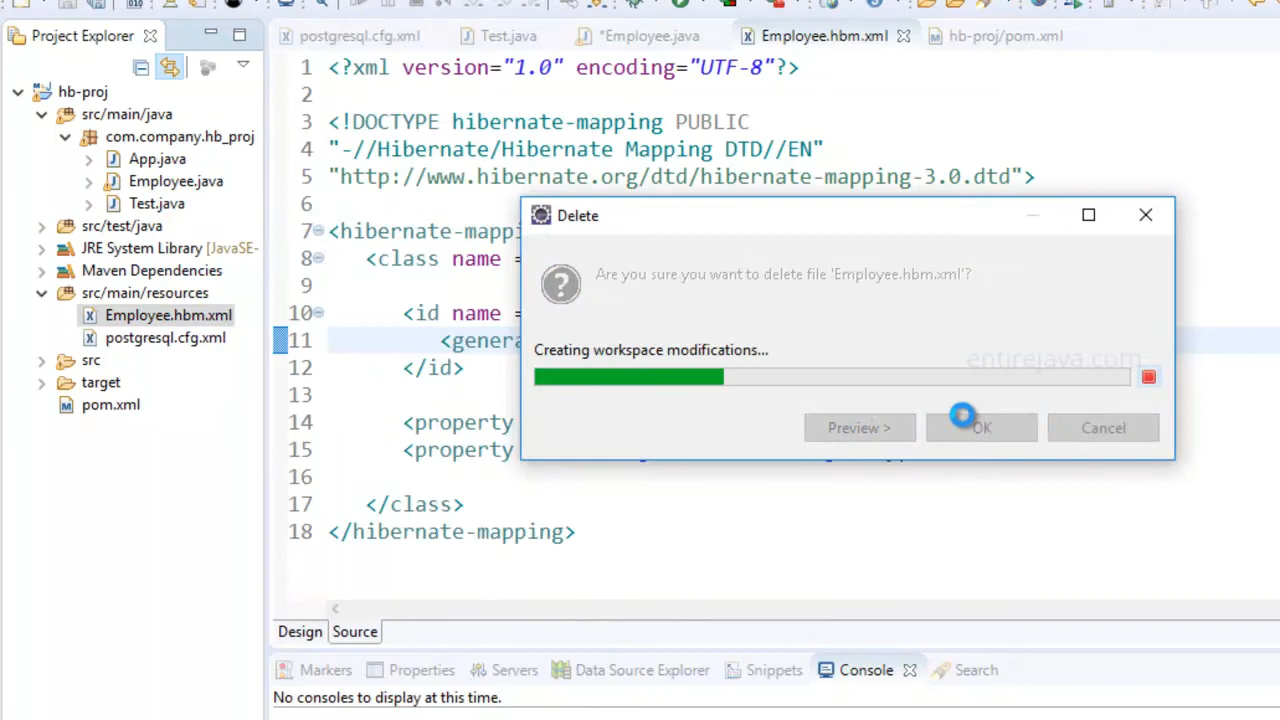 Project Explorer
postgresql.cfg.xml
Test.java
*Employee.java
Employee.hbm.xml
hb-proj/pom.xml
hb-proj
src/main/java
com.company.hb_proj
App.java
Employee.java
Test.java
src/test/java
JRE System Library [JavaSE-
Maven Dependencies
src/main/resources
Employee.hbm.xml
postgresql.cfg.xml
src
target
pom.xml
1 <?xml version="1.0" encoding="UTF-8"?>
2
3 <!DOCTYPE hibernate-mapping PUBLIC
4 "-//Hibernate/Hibernate Mapping DTD//EN"
5 "http://www.hibernate.org/dtd/hibernate-mapping-3.0.dtd">
6
7 <hibernate-mappi
8 <class name =
9
10 <id name =
11 <genera
12 </id>
13
14 <property
15 <property
16
17 </class>
18 </hibernate-mapping>
Delete
Are you sure you want to delete file 'Employee.hbm.xml'?
Creating workspace modifications...
entirejava.com
Preview >
OK
Cancel
Design
Source
Markers
Properties
Servers
Data Source Explorer
Snippets
Console
Search
No consoles to display at this time.